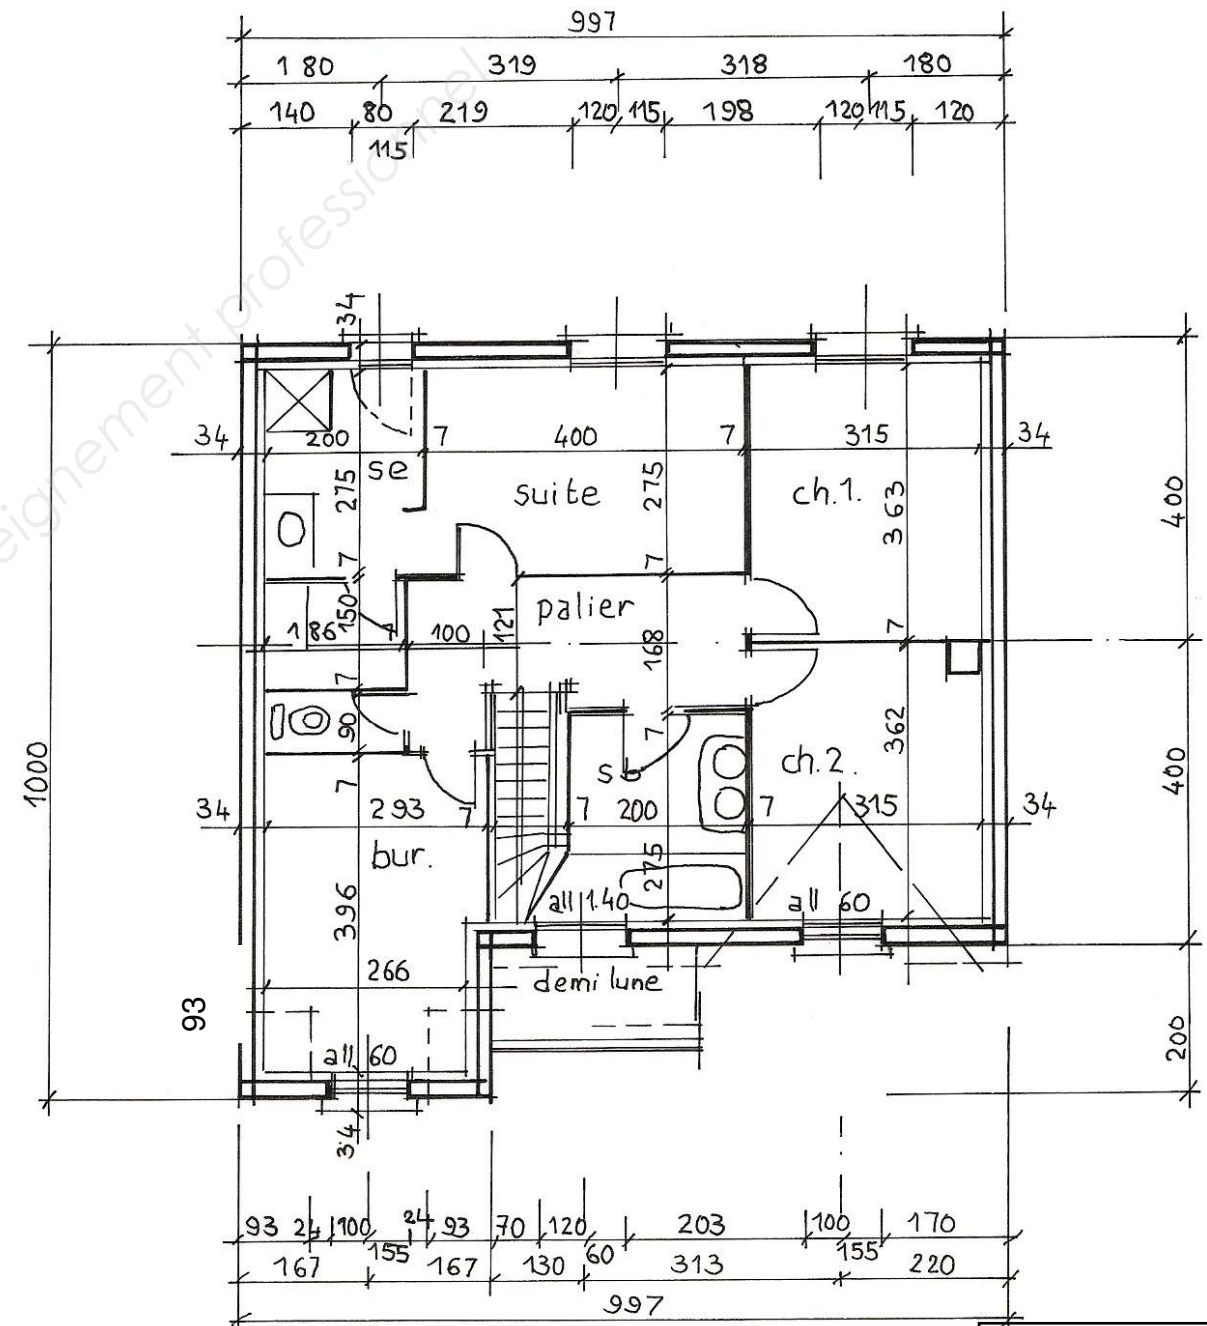 997
180 319 318 180
140 80 219 120 115 198 120 115 120
115
eignement professionnel
34
34 200 7 400 7 315 34
se
275 suite 275 ch.1. 363 400
7 7
palier
186 150 7 100 121 168 7
7
90 7 362
1000 s b ch.2. 400
7
34 293 7 7 200 7 315 34
bur.
275
396 all 1.40 all 60
266 demi lune
93
200
all 60
34
93 24 100 24 93 70 120 203 100 170
155 60 155
167 167 130 313 220
997